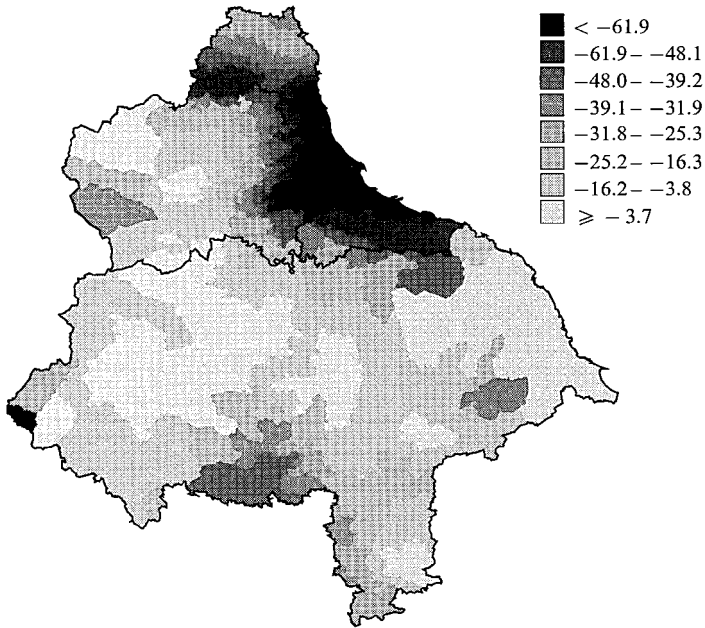 < −61.9
−61.9 – −48.1
−48.0 – −39.2
−39.1 – −31.9
−31.8 – −25.3
−25.2 – −16.3
−16.2 – −3.8
⩾ −3.7